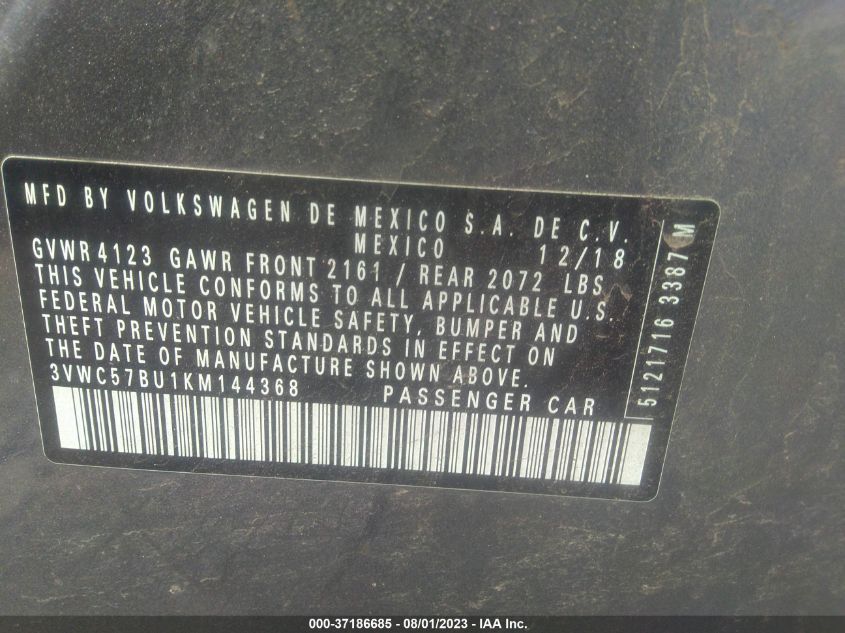 MFD BY VOLKSWAGEN DE MEXICO S.A. DE C.V.
MEXICO 12/18
GVWR 4123 GAWR FRONT 2161 / REAR 2072 LBS
THIS VEHICLE CONFORMS TO ALL APPLICABLE U.S.
FEDERAL MOTOR VEHICLE SAFETY, BUMPER AND
THEFT PREVENTION STANDARDS IN EFFECT ON
THE DATE OF MANUFACTURE SHOWN ABOVE.
3VWC57BU1KM144368 PASSENGER CAR
5121716 3387 M
000-37186685 - 08/01/2023 - IAA Inc.